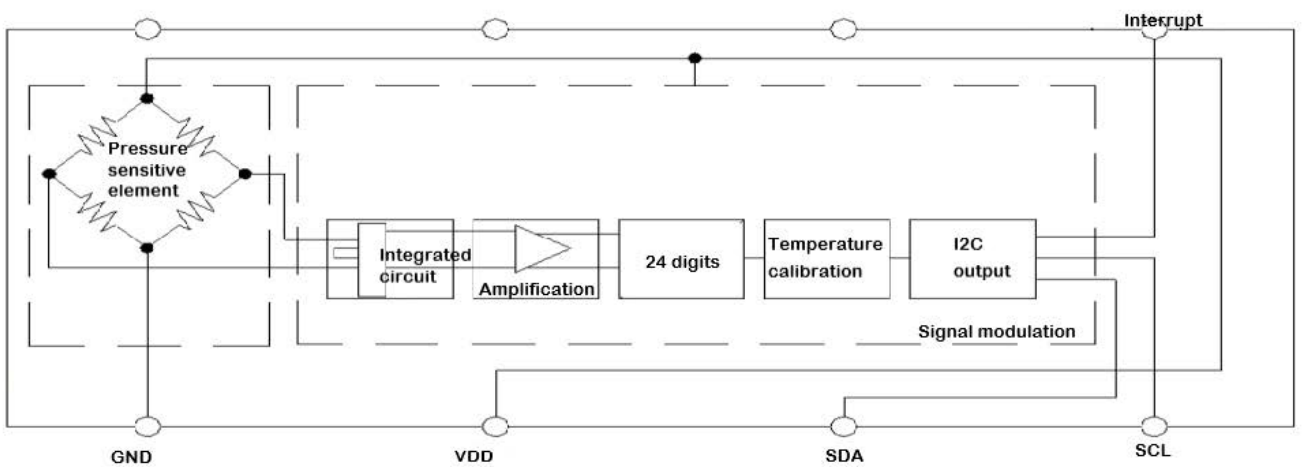 Interrupt
Pressure
sensitive
element
Integrated
circuit
Amplification
24 digits
Temperature
calibration
I2C
output
Signal modulation
GND
VDD
SDA
SCL